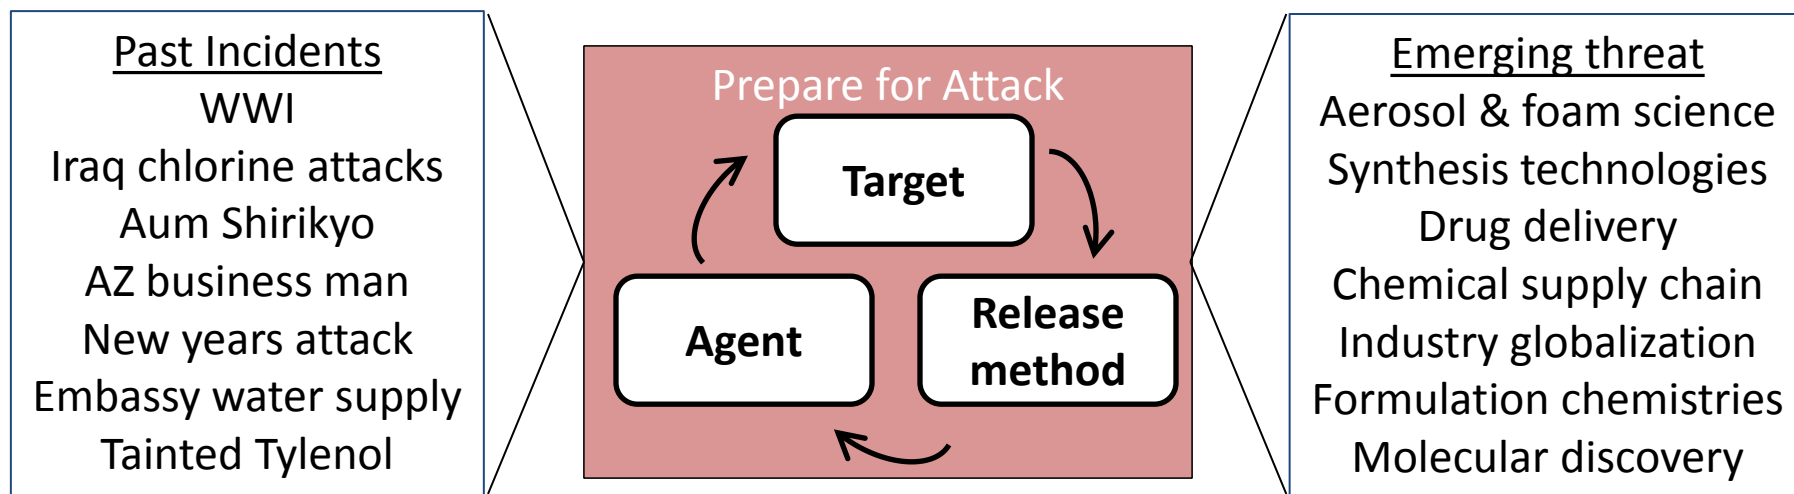 Past Incidents
WWI
Iraq chlorine attacks
Aum Shirikyo
AZ business man
New years attack
Embassy water supply
Tainted Tylenol
Prepare for Attack
Target
Agent
Release
method
Emerging threat
Aerosol & foam science
Synthesis technologies
Drug delivery
Chemical supply chain
Industry globalization
Formulation chemistries
Molecular discovery